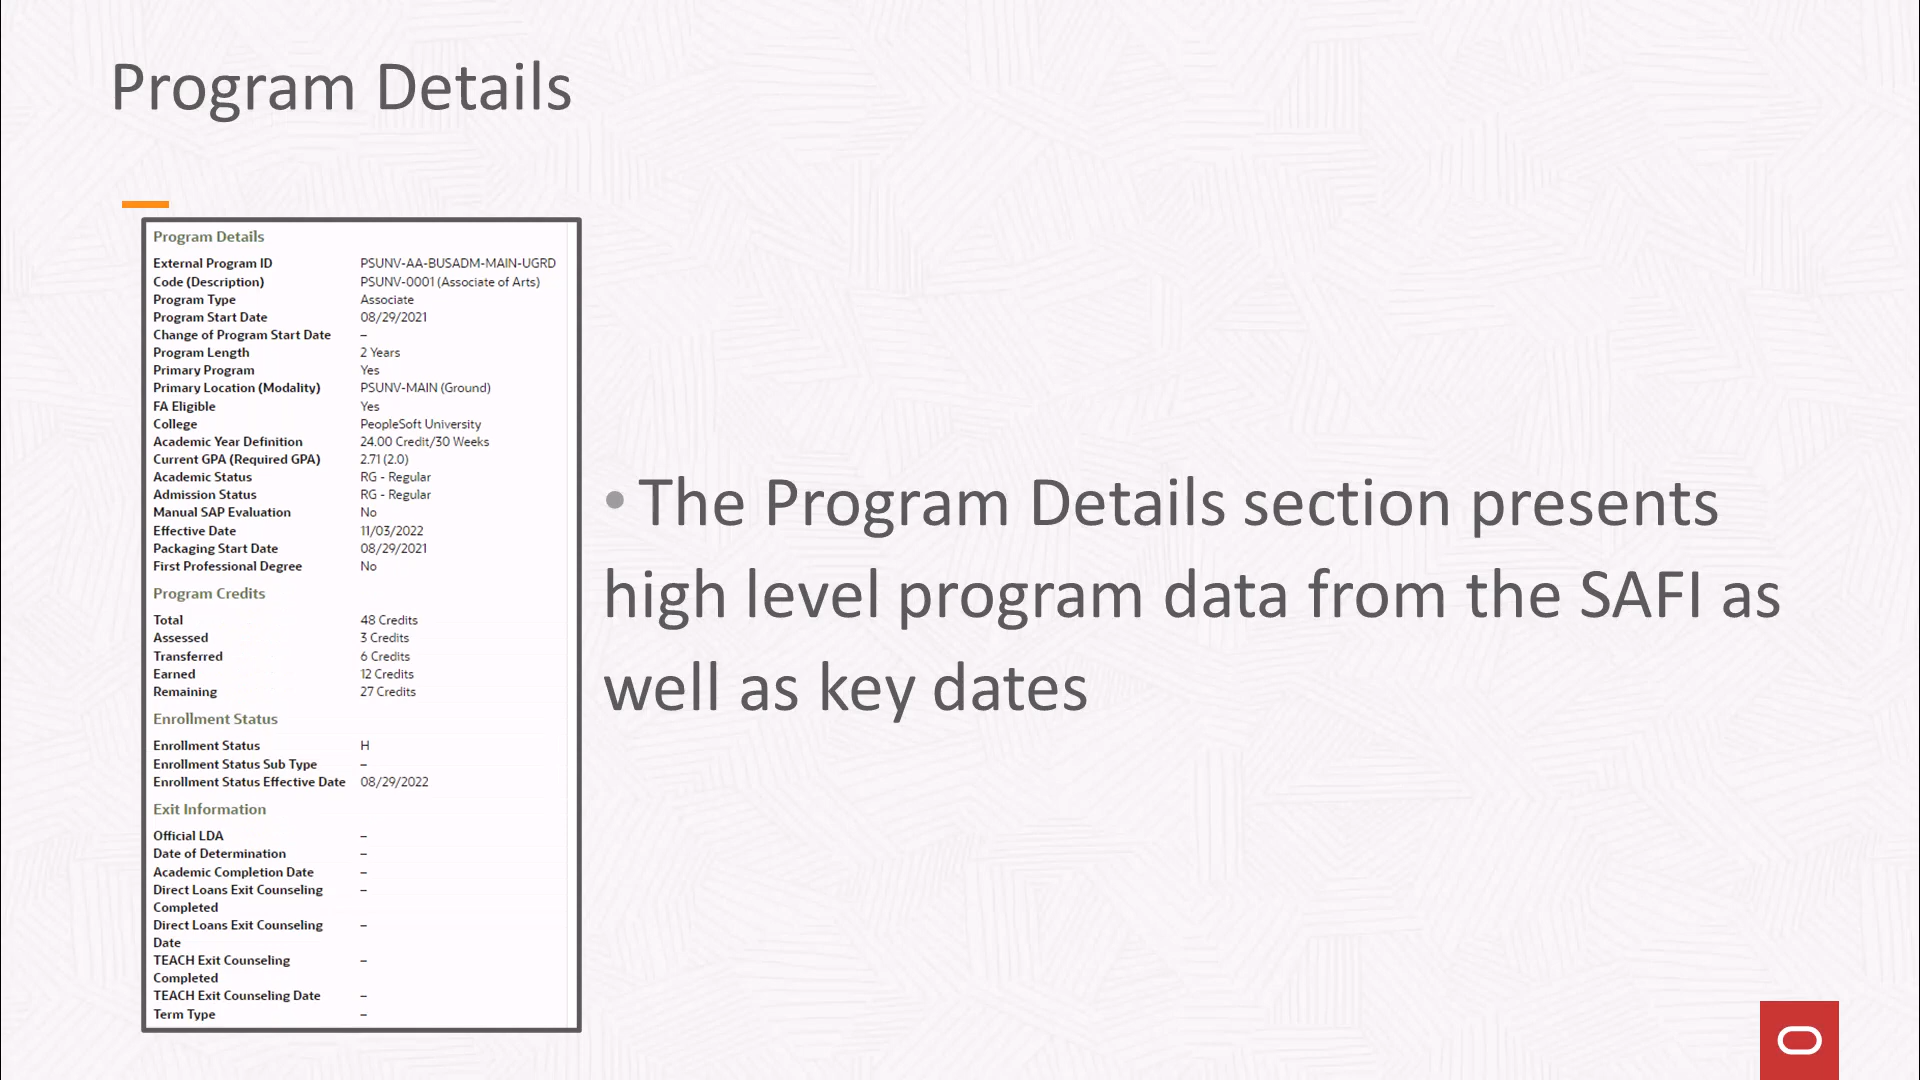 Program Details
Program Details
External Program ID PSUNV-AA-BUSADM-MAIN-UGRD
Code (Description) PSUNV-0001 (Associate of Arts)
Program Type Associate
Program Start Date 08/29/2021
Change of Program Start Date –
Program Length 2 Years
Primary Program Yes
Primary Location (Modality) PSUNV-MAIN (Ground)
FA Eligible Yes
College PeopleSoft University
Academic Year Definition 24.00 Credit/30 Weeks
Current GPA (Required GPA) 2.71 (2.0)
Academic Status RG - Regular
Admission Status RG - Regular
Manual SAP Evaluation No
Effective Date 11/03/2022
Packaging Start Date 08/29/2021
First Professional Degree No
Program Credits
Total 48 Credits
Assessed 3 Credits
Transferred 6 Credits
Earned 12 Credits
Remaining 27 Credits
Enrollment Status
Enrollment Status H
Enrollment Status Sub Type –
Enrollment Status Effective Date 08/29/2022
Exit Information
Official LDA –
Date of Determination –
Academic Completion Date –
Direct Loans Exit Counseling –
Completed
Direct Loans Exit Counseling –
Date
TEACH Exit Counseling –
Completed
TEACH Exit Counseling Date –
Term Type –
• The Program Details section presents
high level program data from the SAFI as
well as key dates